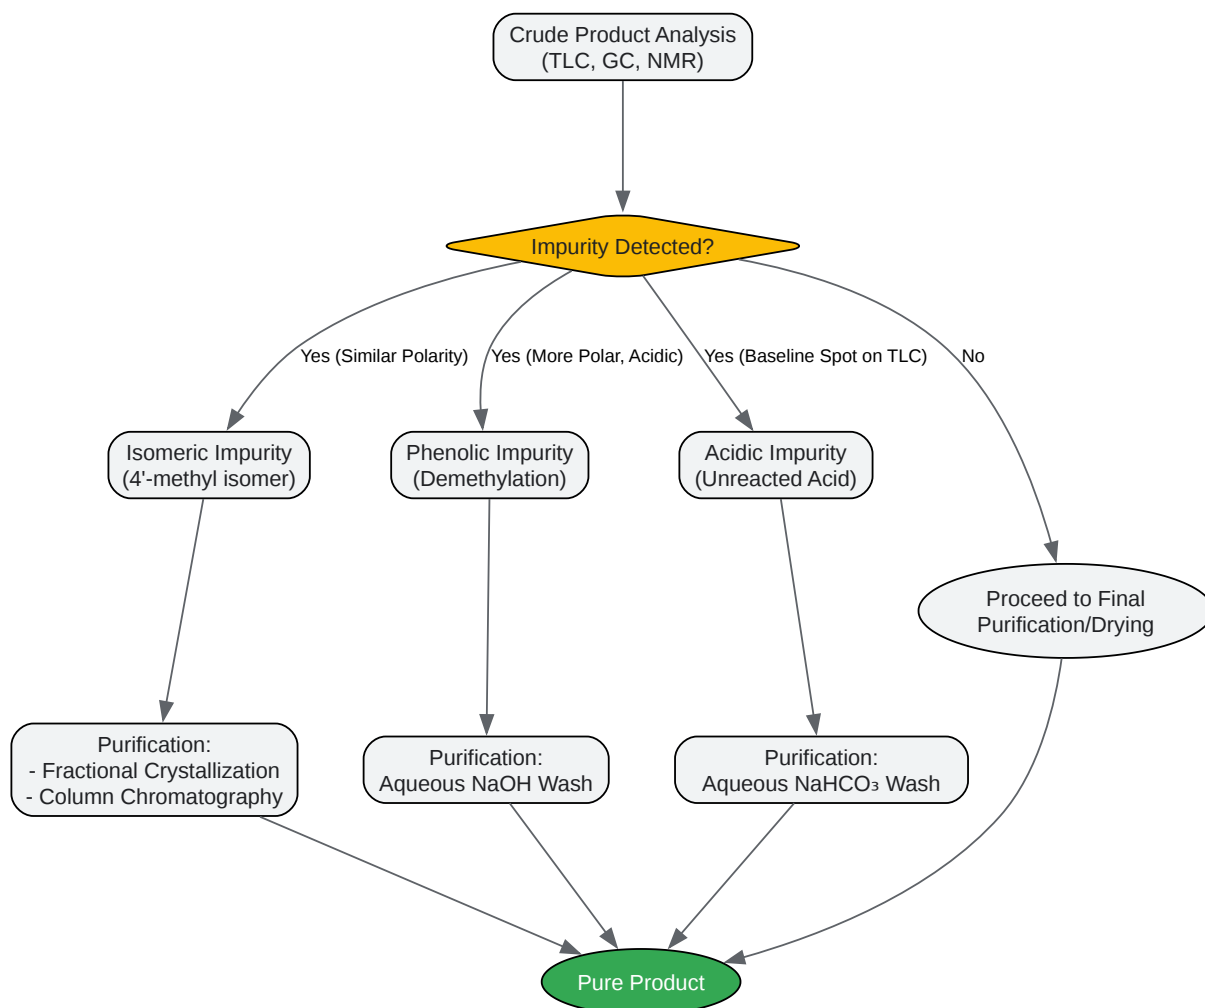 Crude Product Analysis
(TLC, GC, NMR)
Impurity Detected?
Yes (Similar Polarity)
Yes (More Polar, Acidic)
Yes (Baseline Spot on TLC)
No
Isomeric Impurity
(4'-methyl isomer)
Phenolic Impurity
(Demethylation)
Acidic Impurity
(Unreacted Acid)
Proceed to Final
Purification/Drying
Purification:
- Fractional Crystallization
- Column Chromatography
Purification:
Aqueous NaOH Wash
Purification:
Aqueous NaHCO₃ Wash
Pure Product